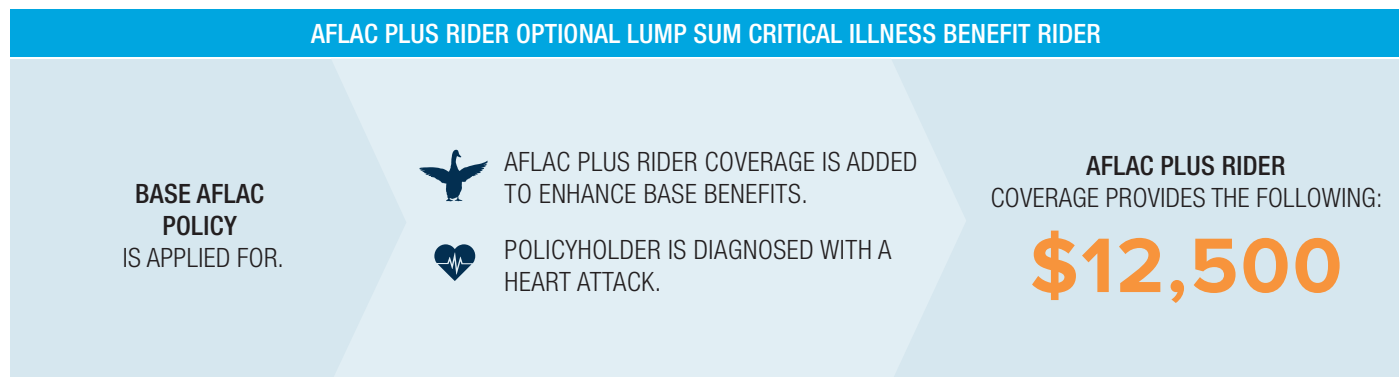 AFLAC PLUS RIDER OPTIONAL LUMP SUM CRITICAL ILLNESS BENEFIT RIDER
BASE AFLAC
POLICY
IS APPLIED FOR.
AFLAC PLUS RIDER COVERAGE IS ADDED
TO ENHANCE BASE BENEFITS.
POLICYHOLDER IS DIAGNOSED WITH A
HEART ATTACK.
AFLAC PLUS RIDER
COVERAGE PROVIDES THE FOLLOWING:
$12,500